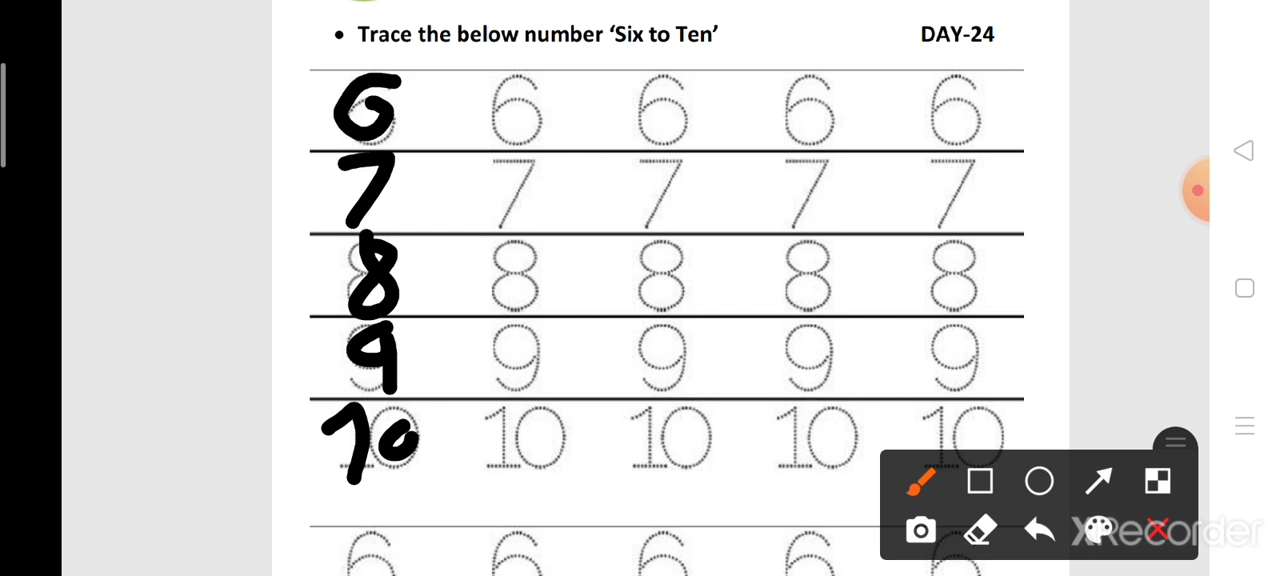 • Trace the below number ‘Six to Ten’ DAY-24
6 6 6 6 6
7 7 7 7 7
8 8 8 8 8
9 9 9 9 9
10 10 10 10 10
XRecorder
6 6 6 6 6